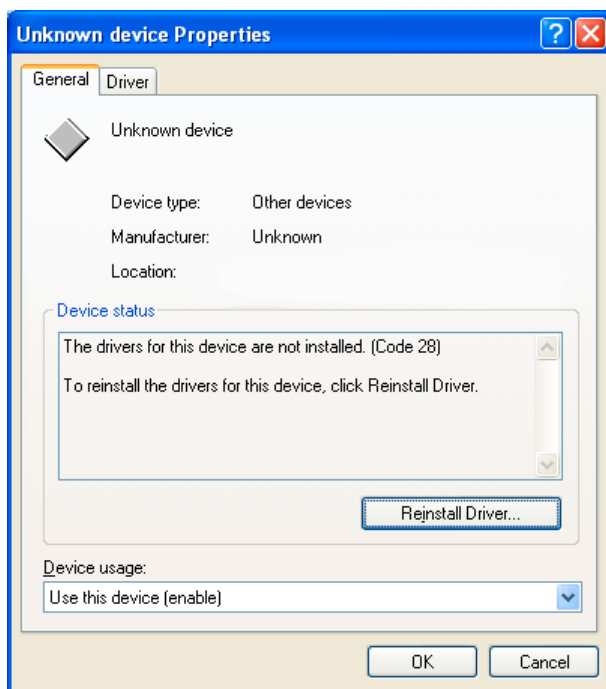 Unknown device Properties
General Driver
Unknown device
Device type: Other devices
Manufacturer: Unknown
Location:
Device status
The drivers for this device are not installed. (Code 28)
To reinstall the drivers for this device, click Reinstall Driver.
Reinstall Driver...
Device usage:
Use this device (enable)
OK Cancel